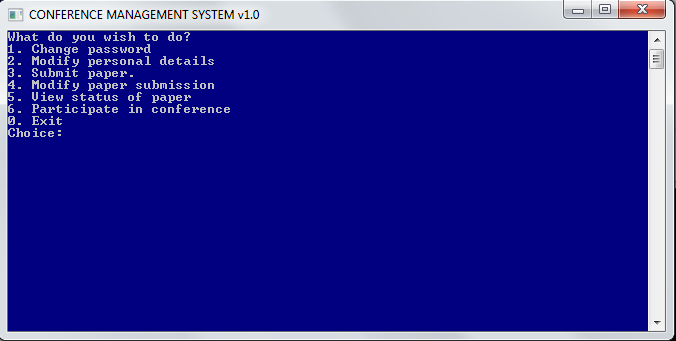 CONFERENCE MANAGEMENT SYSTEM v1.0
What do you wish to do?
1. Change password
2. Modify personal details
3. Submit paper.
4. Modify paper submission
5. View status of paper
6. Participate in conference
0. Exit
Choice: